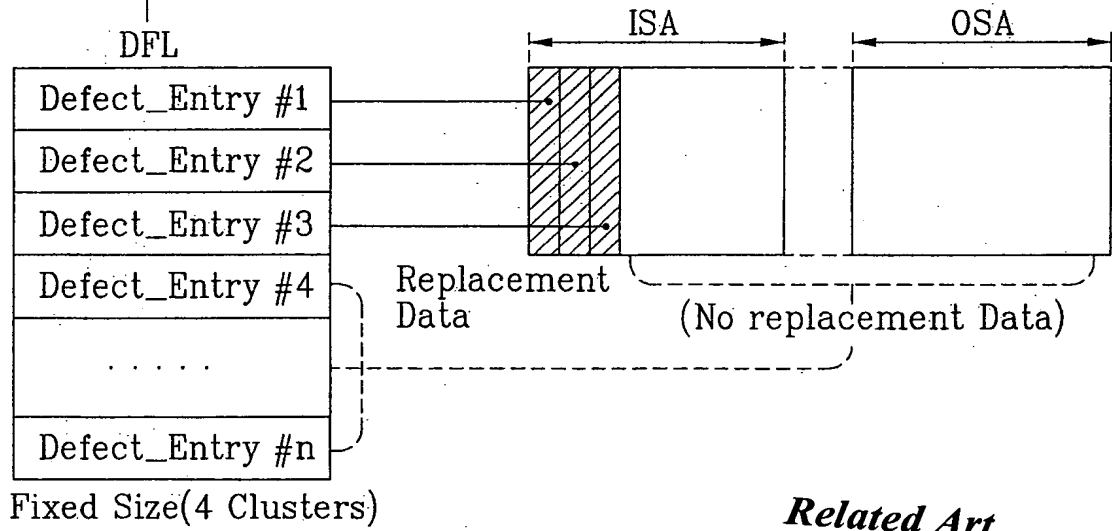 DFL
ISA
OSA
Defect_Entry #1
Defect_Entry #2
Defect_Entry #3
Defect_Entry #4
. . . . .
Defect_Entry #n
Replacement
Data
(No replacement Data)
Fixed Size(4 Clusters)
Related Art